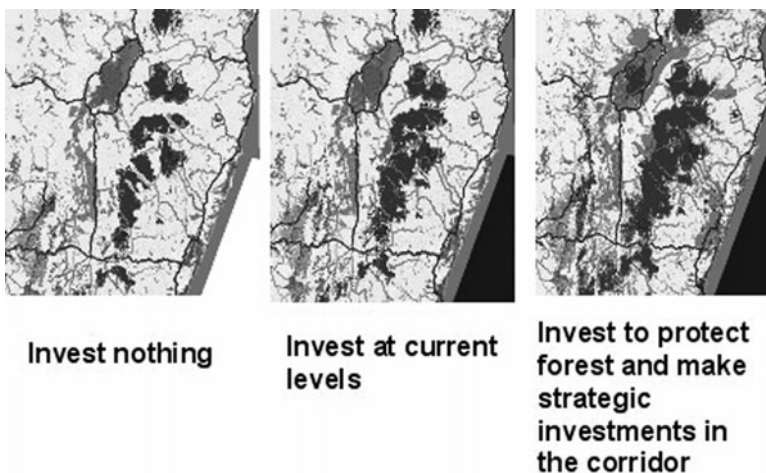 Invest nothing
Invest at current
levels
Invest to protect
forest and make
strategic
investments in
the corridor